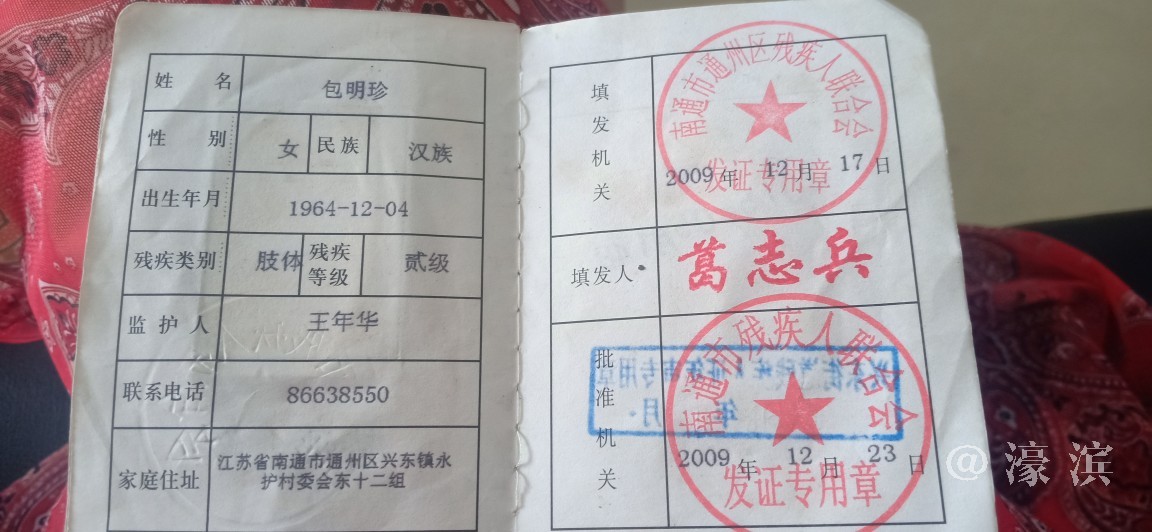 姓名 包明珍
性别 女 民族 汉族
出生年月 1964-12-04
残疾类别 肢体 残疾等级 贰级
监护人 王年华
联系电话 86638550
家庭住址 江苏省南通市通州区兴东镇永
护村委会东十二组
填发机关
南通市通州区残疾人联合会
发证专用章
2009年 12月 17日
填发人 葛志兵
批准机关
南通市残疾人联合会
发证专用章
2009年 12月 23日
@濠滨